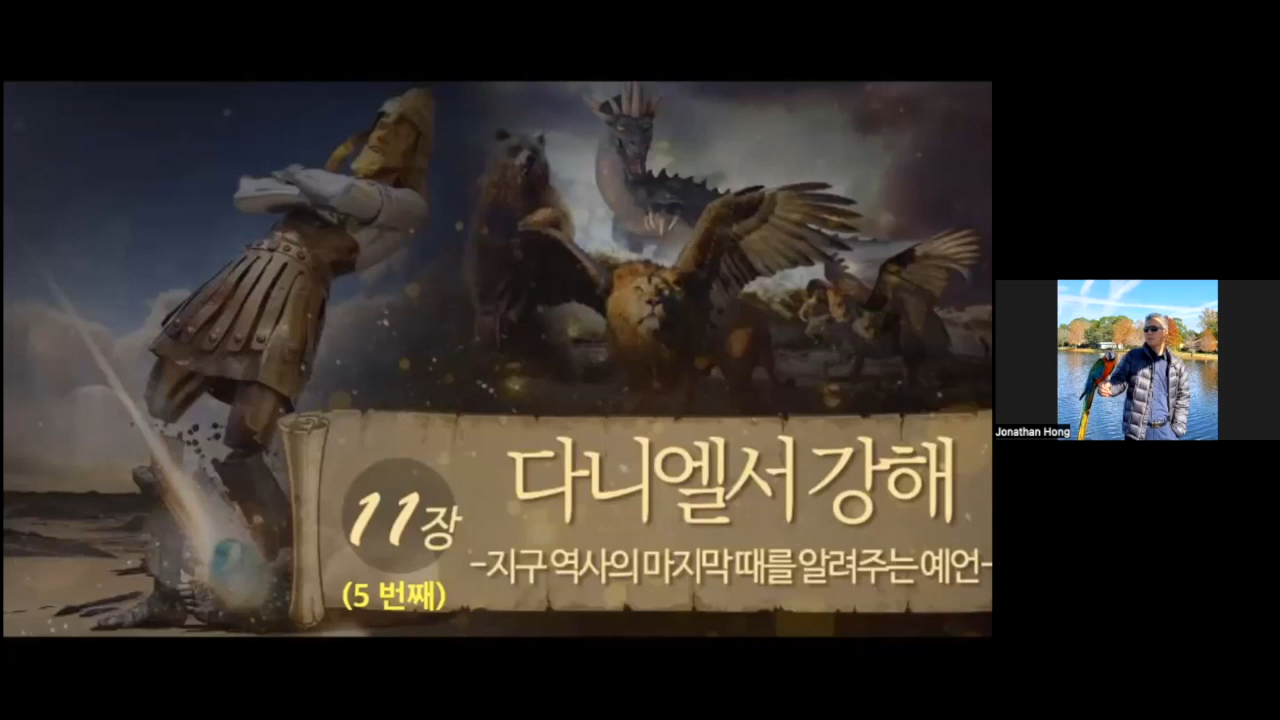 다니엘서 강해
11장
-지구 역사의 마지막 때를 알려주는 예언-
(5 번째)
Jonathan Hong